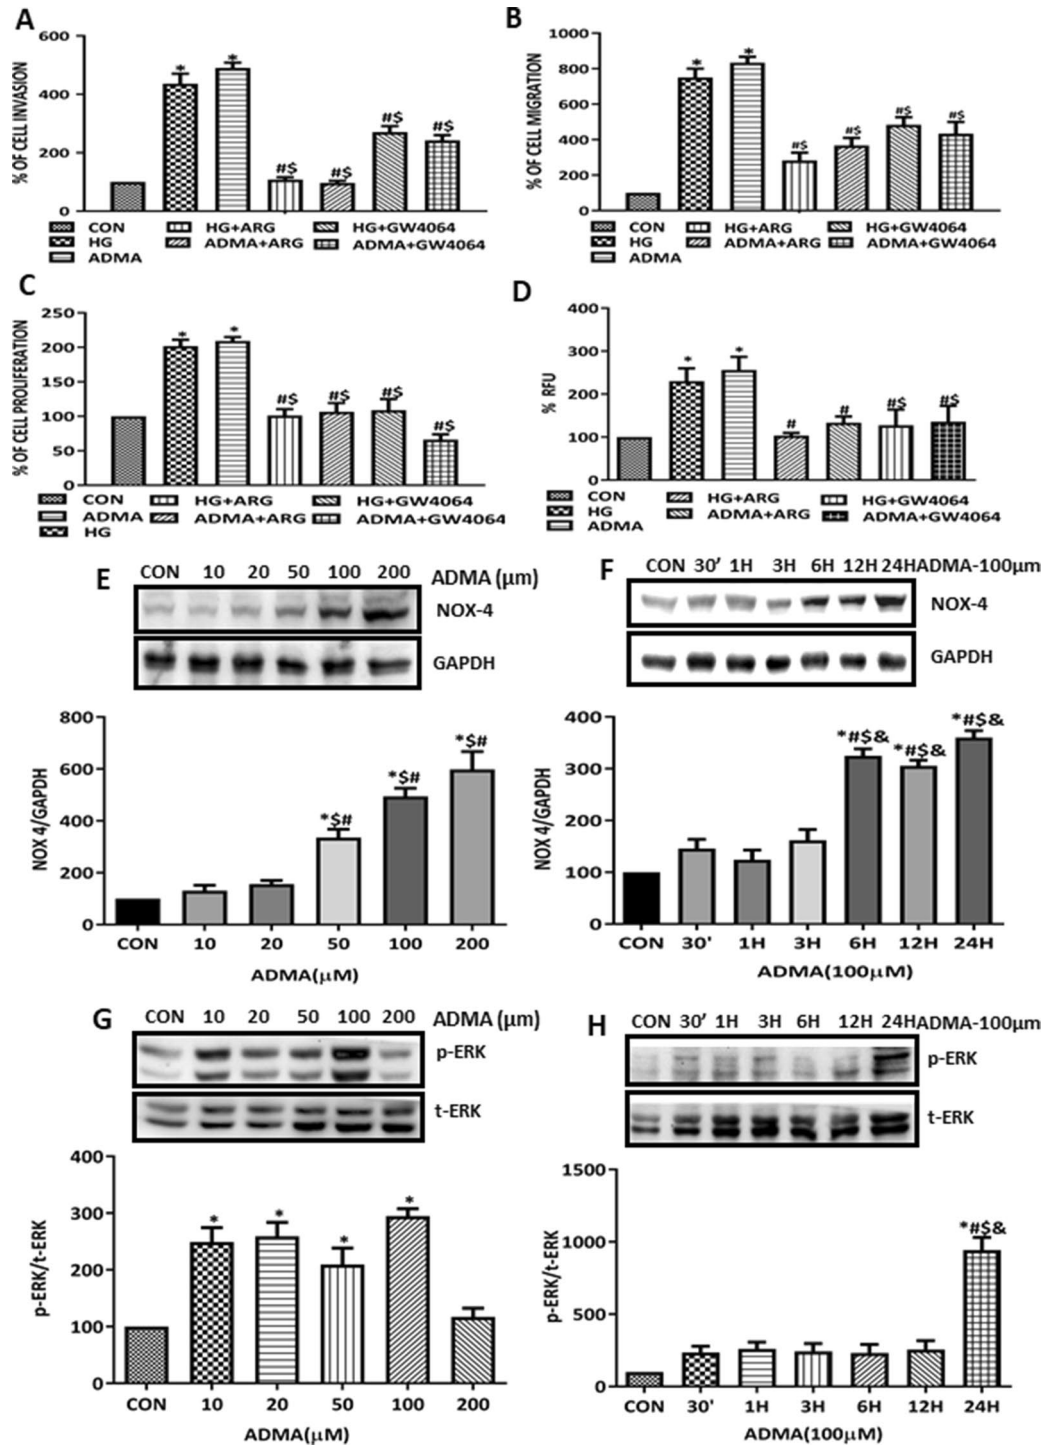 A
% OF CELL INVASION
600
400
200
0
*
*
#$
#$
#$
#$
CON HG+ARG HG+GW4064
HG ADMA+ARG ADMA+GW4064
ADMA
B
% OF CELL MIGRATION
1000
800
600
400
200
0
*
*
#$
#$
#$
#$
CON HG+ARG HG+GW4064
HG ADMA+ARG ADMA+GW4064
ADMA
C
% OF CELL PROLIFERATION
250
200
150
100
50
0
*
*
#$
#$
#$
#$
CON HG+ARG HG+GW4064
ADMA ADMA+ARG ADMA+GW4064
HG
D
% RFU
400
300
200
100
0
*
*
#
#
#$
#$
CON HG+ARG HG+GW4064
HG ADMA+ARG ADMA+GW4064
ADMA
E
CON 10 20 50 100 200 ADMA (μm)
NOX-4
GAPDH
NOX 4/GAPDH
800
600
400
200
0
*$#
*$#
*$#
CON 10 20 50 100 200
ADMA(μM)
F
CON 30' 1H 3H 6H 12H 24H ADMA-100μm
NOX-4
GAPDH
NOX 4/GAPDH
400
300
200
100
0
*#$&
*#$&
*#$&
CON 30' 1H 3H 6H 12H 24H
ADMA(100μM)
G
CON 10 20 50 100 200 ADMA (μm)
p-ERK
t-ERK
p-ERK/t-ERK
400
300
200
100
0
*
*
*
*
CON 10 20 50 100 200
ADMA(μM)
H
CON 30' 1H 3H 6H 12H 24H ADMA-100μm
p-ERK
t-ERK
p-ERK/t-ERK
1500
1000
500
0
*#$&
CON 30' 1H 3H 6H 12H 24H
ADMA(100μM)